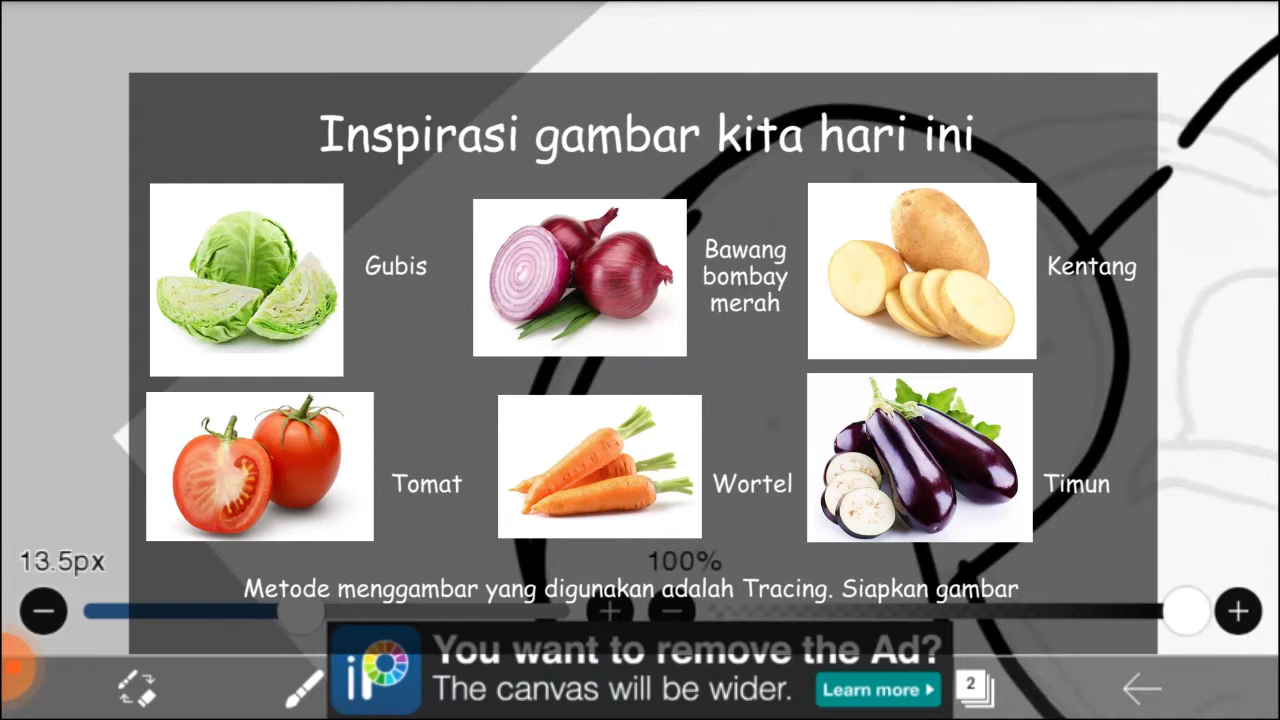 Inspirasi gambar kita hari ini
Gubis
Bawang
bombay
merah
Kentang
Tomat
Wortel
Timun
13.5px
100%
Metode menggambar yang digunakan adalah Tracing. Siapkan gambar
iP
You want to remove the Ad?
The canvas will be wider.
Learn more
2